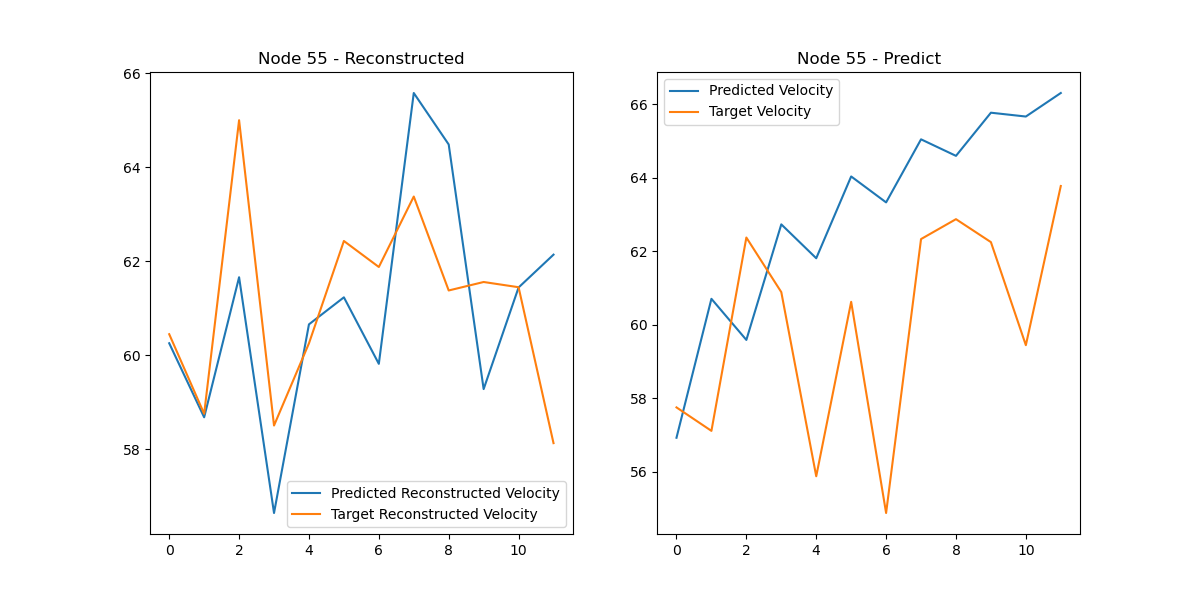 Node 55 - Reconstructed
66
64
62
60
58
0 2 4 6 8 10
Predicted Reconstructed Velocity
Target Reconstructed Velocity
Node 55 - Predict
Predicted Velocity
Target Velocity
66
64
62
60
58
56
0 2 4 6 8 10